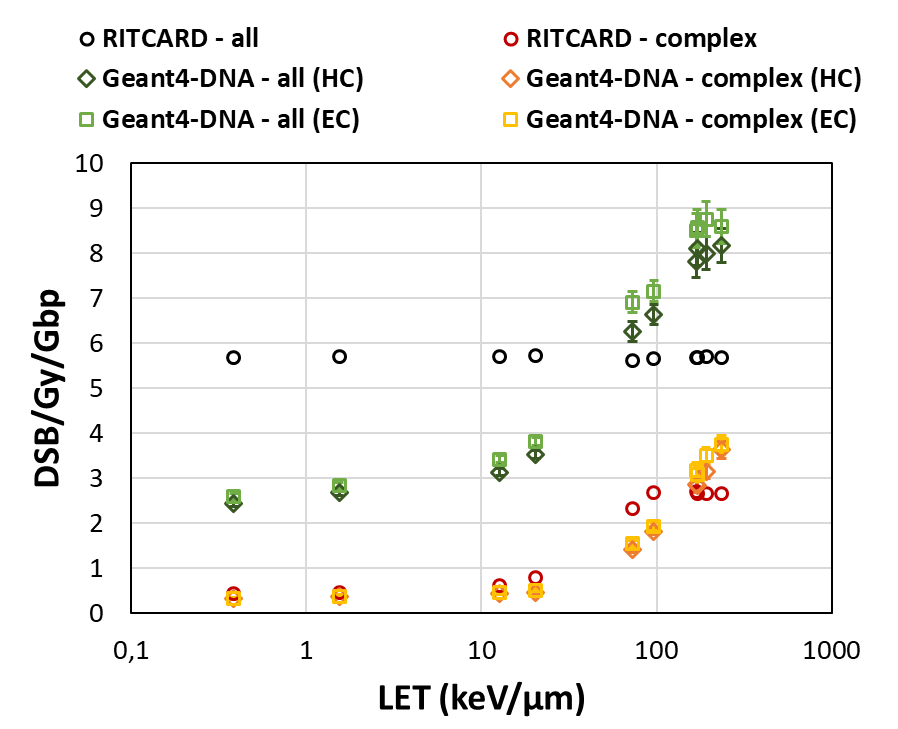 RITCARD - all
RITCARD - complex
Geant4-DNA - all (HC)
Geant4-DNA - complex (HC)
Geant4-DNA - all (EC)
Geant4-DNA - complex (EC)
10
9
8
7
6
5
4
3
2
1
0
DSB/Gy/Gbp
0,1
1
10
100
1000
LET (keV/μm)